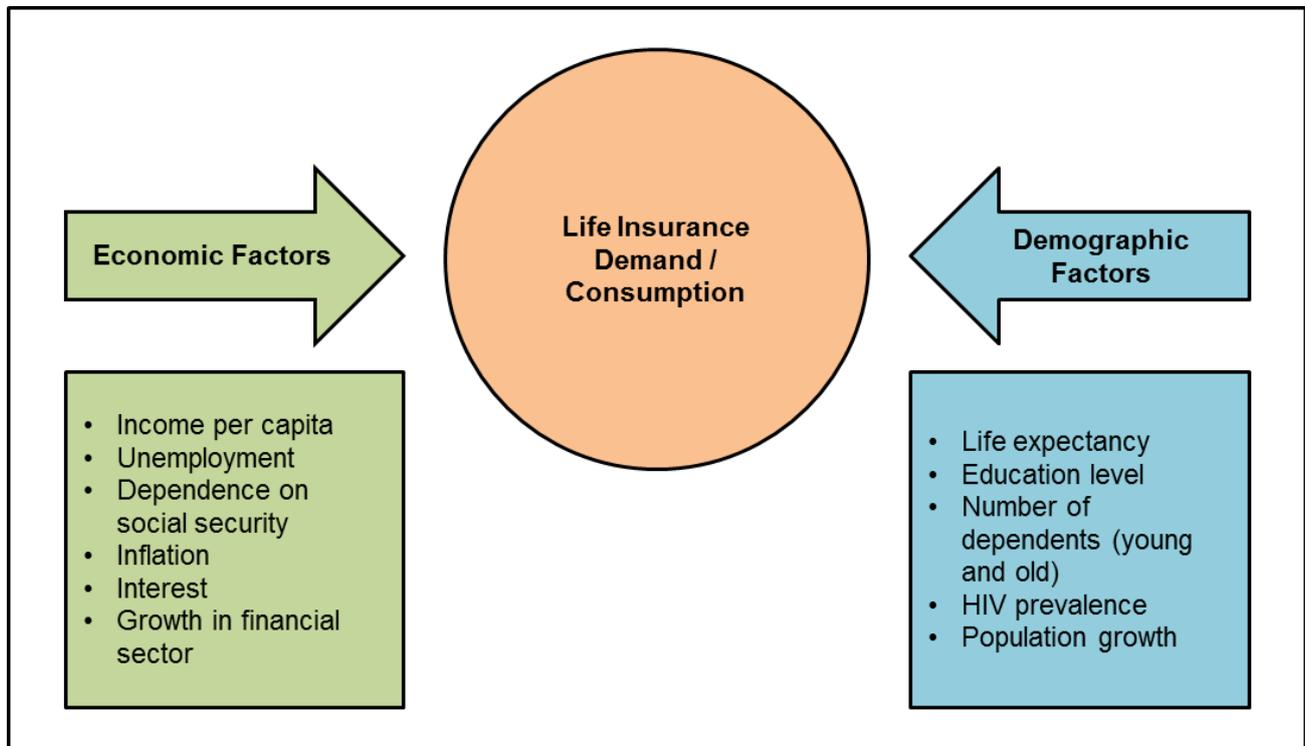 Economic Factors
Life Insurance
Demand /
Consumption
Demographic
Factors
• Income per capita
• Unemployment
• Dependence on
social security
• Inflation
• Interest
• Growth in financial
sector
• Life expectancy
• Education level
• Number of
dependents (young
and old)
• HIV prevalence
• Population growth